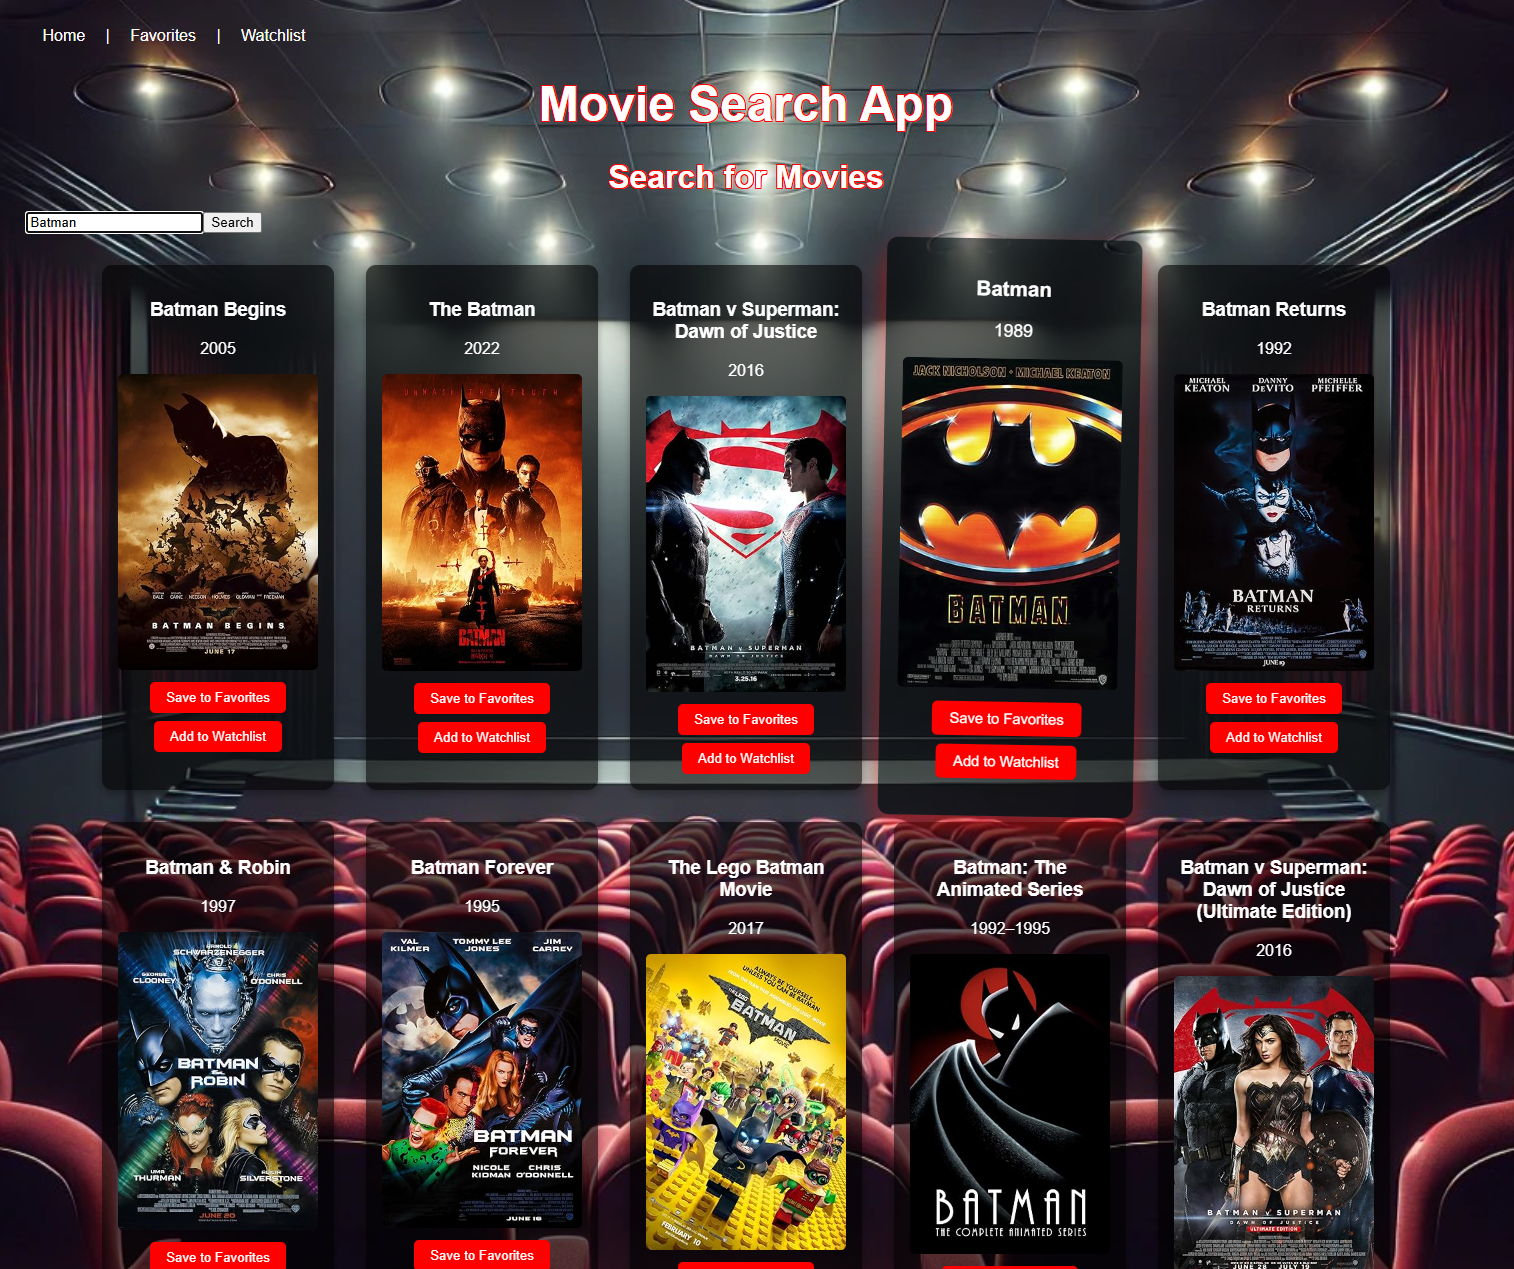 Home | Favorites | Watchlist
Movie Search App
Search for Movies
Batman Search
Batman Begins
2005
BATMAN BEGINS
JUNE 17
Save to Favorites
Add to Watchlist
The Batman
2022
UNMASK THE TRUTH
THE
BATMAN
Save to Favorites
Add to Watchlist
Batman v Superman:
Dawn of Justice
2016
BATMAN v SUPERMAN
DAWN OF JUSTICE
3.25.16
Save to Favorites
Add to Watchlist
Batman
1989
JACK NICHOLSON · MICHAEL KEATON
BATMAN
Save to Favorites
Add to Watchlist
Batman Returns
1992
MICHAEL KEATON DANNY DEVITO MICHELLE PFEIFFER
BATMAN
RETURNS
JUNE 19
Save to Favorites
Add to Watchlist
Batman & Robin
1997
ARNOLD
SCHWARZENEGGER
GEORGE CLOONEY
CHRIS O'DONNELL
BATMAN
&
ROBIN
UMA THURMAN
ALICIA SILVERSTONE
JUNE 20
Save to Favorites
Batman Forever
1995
VAL KILMER TOMMY LEE JONES JIM CARREY
BATMAN
FOREVER
NICOLE KIDMAN CHRIS O'DONNELL
JUNE 16
Save to Favorites
The Lego Batman
Movie
2017
ALWAYS BE YOURSELF.
UNLESS YOU CAN BE BATMAN
THE LEGO
BATMAN
MOVIE
FEBRUARY 10
Batman: The
Animated Series
1992–1995
BATMAN
THE COMPLETE ANIMATED SERIES
Batman v Superman:
Dawn of Justice
(Ultimate Edition)
2016
BATMAN v SUPERMAN
DAWN OF JUSTICE
ULTIMATE EDITION
JUNE 28 JULY 19